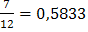 7/12 = 0,5833